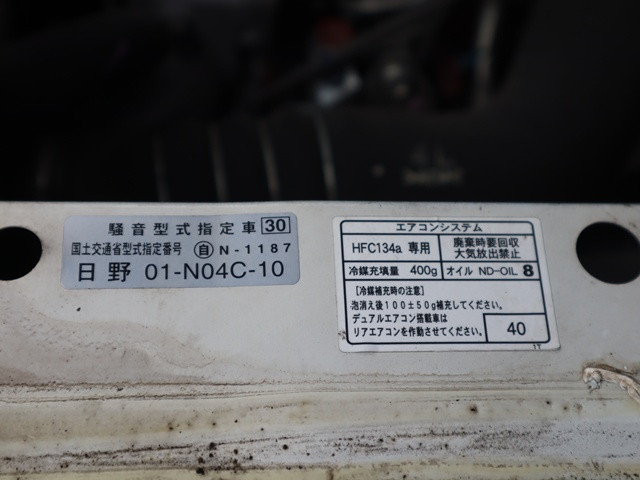 騒音型式指定車 30
国土交通省型式指定番号 自 N-1187
日野 01-N04C-10
エアコンシステム
HFC134a 専用
廃棄時要回収
大気放出禁止
冷媒充填量 400g オイル ND-OIL 8
[冷媒補充時の注意]
泡消え後100±50g補充してください。
デュアルエアコン搭載車は
リアエアコンを作動させてください。
40
1T